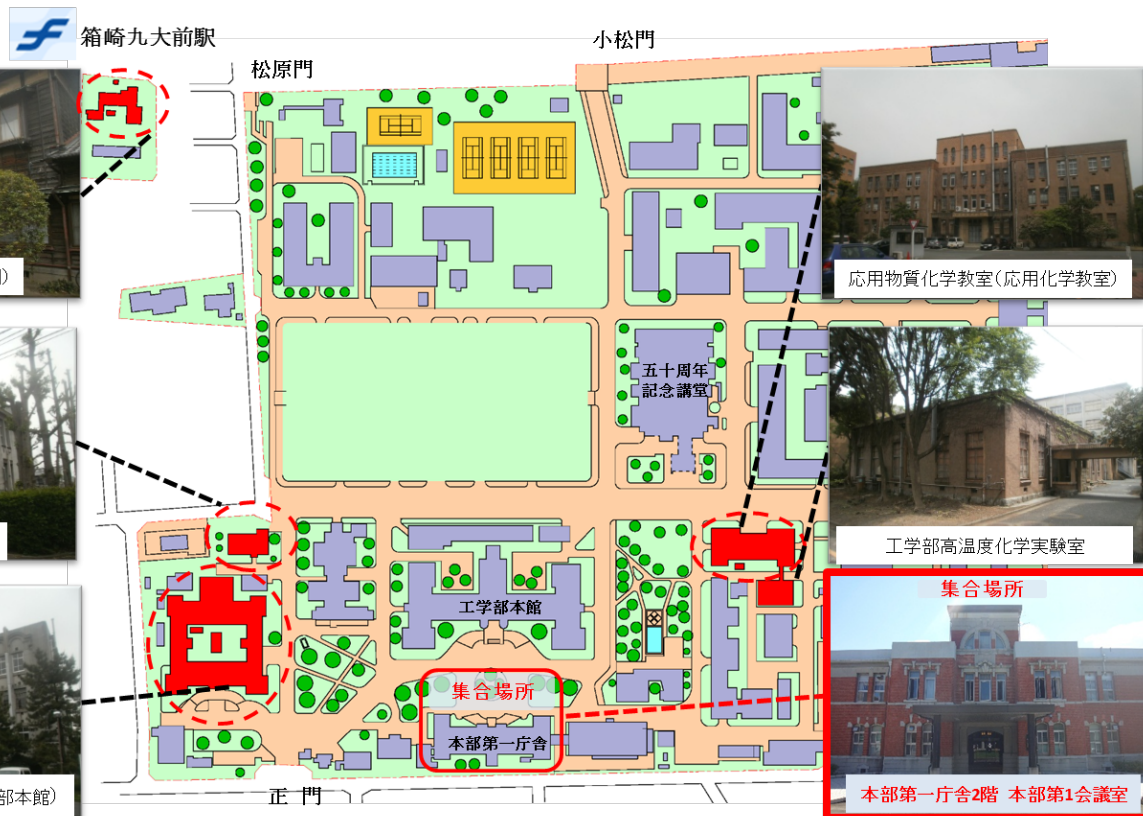 箱崎九大前駅
小松門
松原門
)
応用物質化学教室(応用化学教室)
五十周年
記念講堂
工学部高温度化学実験室
集合場所
工学部本館
集合場所
本部第一庁舎
部本館)
正 門
本部第一庁舎2階 本部第1会議室